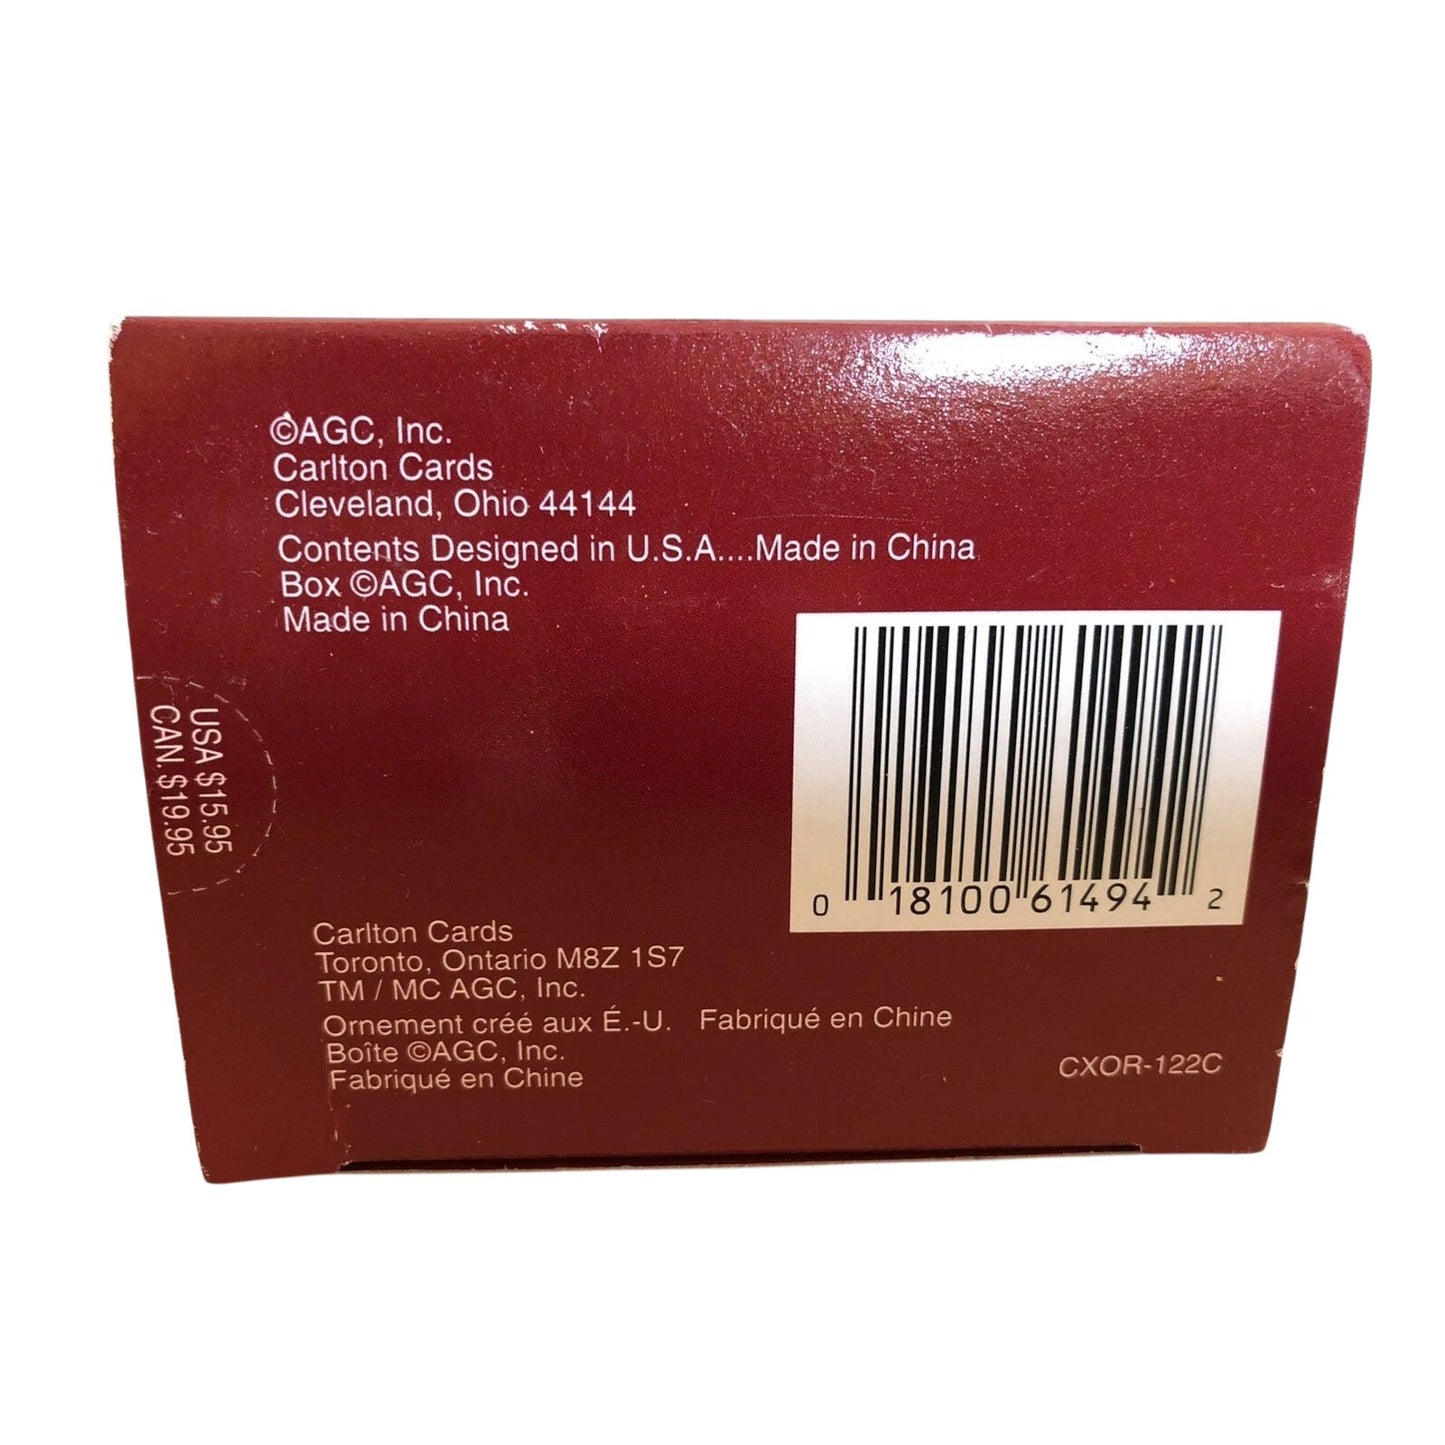 ©AGC, Inc.
Carlton Cards
Cleveland, Ohio 44144
Contents Designed in U.S.A....Made in China
Box ©AGC, Inc.
Made in China
USA $15.95
CAN.$19.95
0 18100 61494 2
Carlton Cards
Toronto, Ontario M8Z 1S7
TM / MC AGC, Inc.
Ornement créé aux É.-U. Fabriqué en Chine
Boîte ©AGC, Inc.
Fabriqué en Chine
CXOR-122C